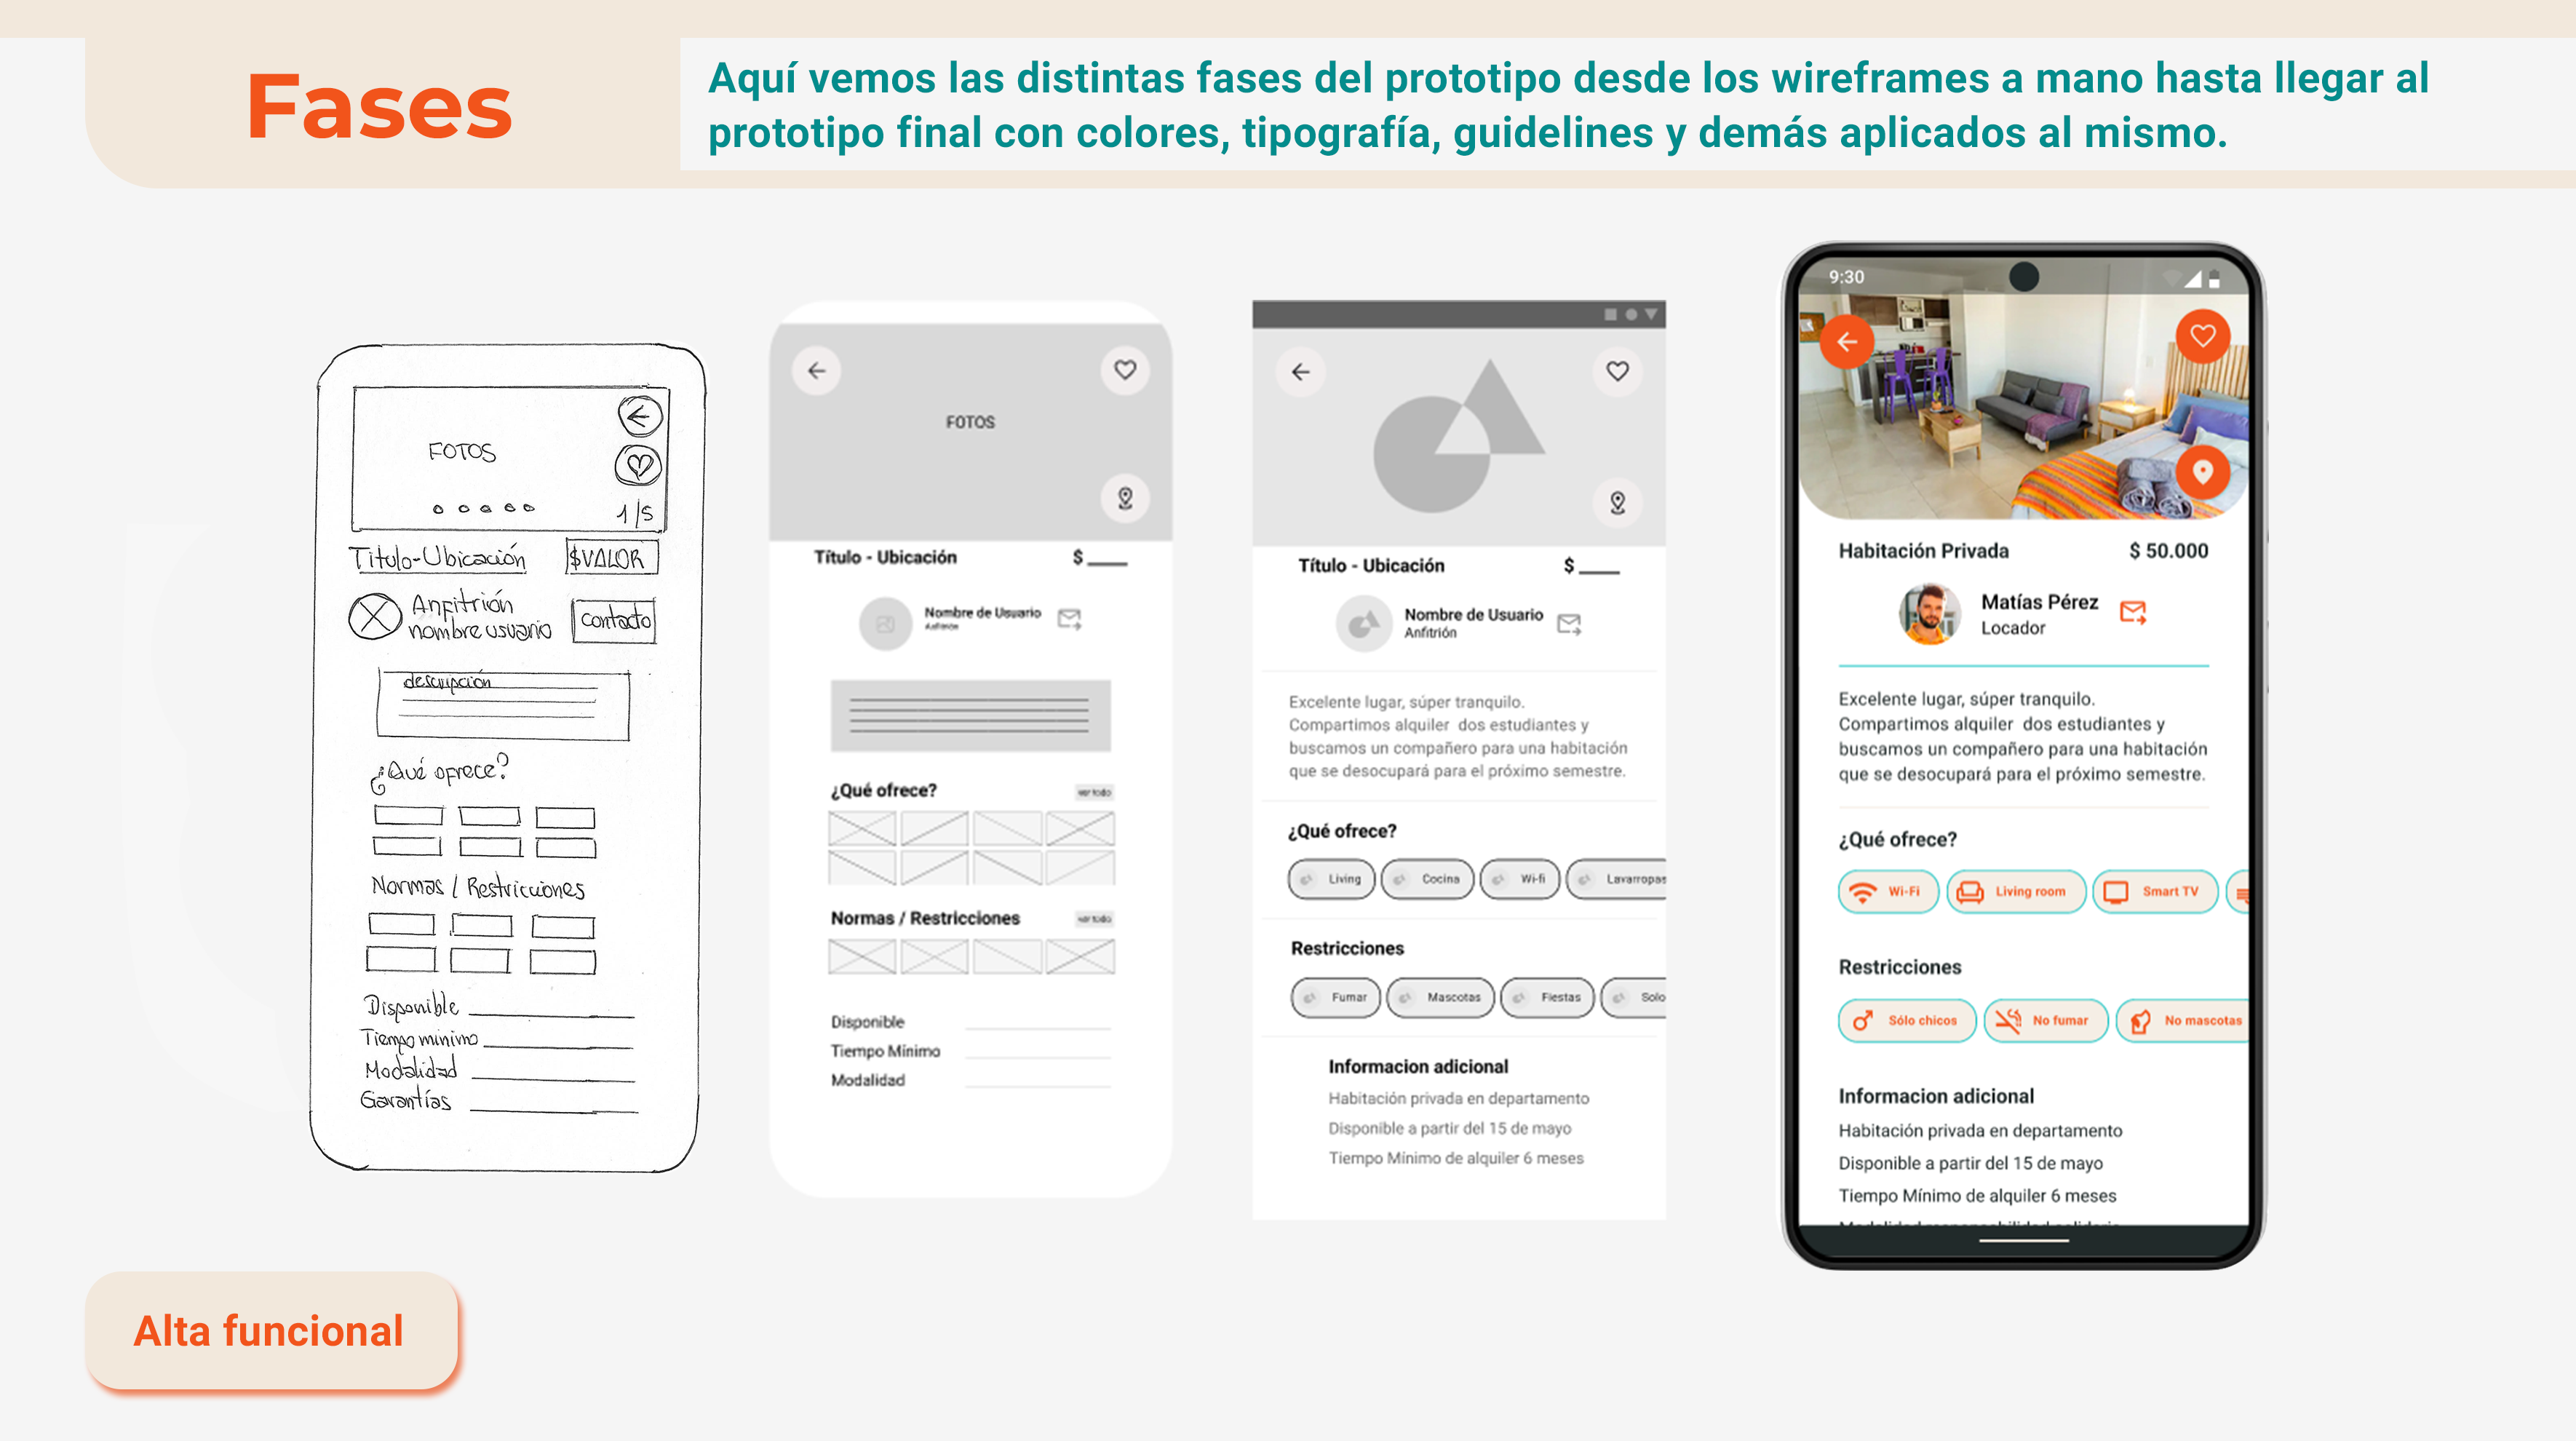 Fases
Aquí vemos las distintas fases del prototipo desde los wireframes a mano hasta llegar al
prototipo final con colores, tipografía, guidelines y demás aplicados al mismo.
FOTOS
1/5
Titulo-Ubicación
$VALOR
Anfitrión
nombre usuario
contacto
descripción
¿Qué ofrece?
Normas / Restricciones
Disponible
Tiempo minimo
Modalidad
Garantías
FOTOS
Título - Ubicación
$
Nombre de Usuario
Anfitrión
¿Qué ofrece?
ver todo
Normas / Restricciones
ver todo
Disponible
Tiempo Mínimo
Modalidad
Título - Ubicación
$
Nombre de Usuario
Anfitrión
Excelente lugar, súper tranquilo.
Compartimos alquiler dos estudiantes y
buscamos un compañero para una habitación
que se desocupará para el próximo semestre.
¿Qué ofrece?
Living
Cocina
Wi-fi
Lavarropas
Restricciones
Fumar
Mascotas
Fiestas
Solo
Informacion adicional
Habitación privada en departamento
Disponible a partir del 15 de mayo
Tiempo Mínimo de alquiler 6 meses
9:30
Habitación Privada
$ 50.000
Matías Pérez
Locador
Excelente lugar, súper tranquilo.
Compartimos alquiler dos estudiantes y
buscamos un compañero para una habitación
que se desocupará para el próximo semestre.
¿Qué ofrece?
Wi-Fi
Living room
Smart TV
Restricciones
Sólo chicos
No fumar
No mascotas
Informacion adicional
Habitación privada en departamento
Disponible a partir del 15 de mayo
Tiempo Mínimo de alquiler 6 meses
Alta funcional